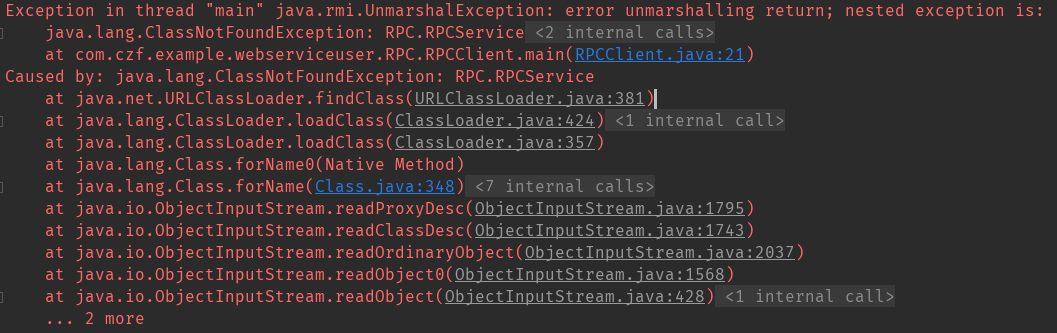 Exception in thread "main" java.rmi.UnmarshalException: error unmarshalling return; nested exception is:
java.lang.ClassNotFoundException: RPC.RPCService <2 internal calls>
at com.czf.example.webserviceuser.RPC.RPCClient.main(RPCClient.java:21)
Caused by: java.lang.ClassNotFoundException: RPC.RPCService
at java.net.URLClassLoader.findClass(URLClassLoader.java:381)
at java.lang.ClassLoader.loadClass(ClassLoader.java:424) <1 internal call>
at java.lang.ClassLoader.loadClass(ClassLoader.java:357)
at java.lang.Class.forName0(Native Method)
at java.lang.Class.forName(Class.java:348) <7 internal calls>
at java.io.ObjectInputStream.readProxyDesc(ObjectInputStream.java:1795)
at java.io.ObjectInputStream.readClassDesc(ObjectInputStream.java:1743)
at java.io.ObjectInputStream.readOrdinaryObject(ObjectInputStream.java:2037)
at java.io.ObjectInputStream.readObject0(ObjectInputStream.java:1568)
at java.io.ObjectInputStream.readObject(ObjectInputStream.java:428) <1 internal call>
... 2 more